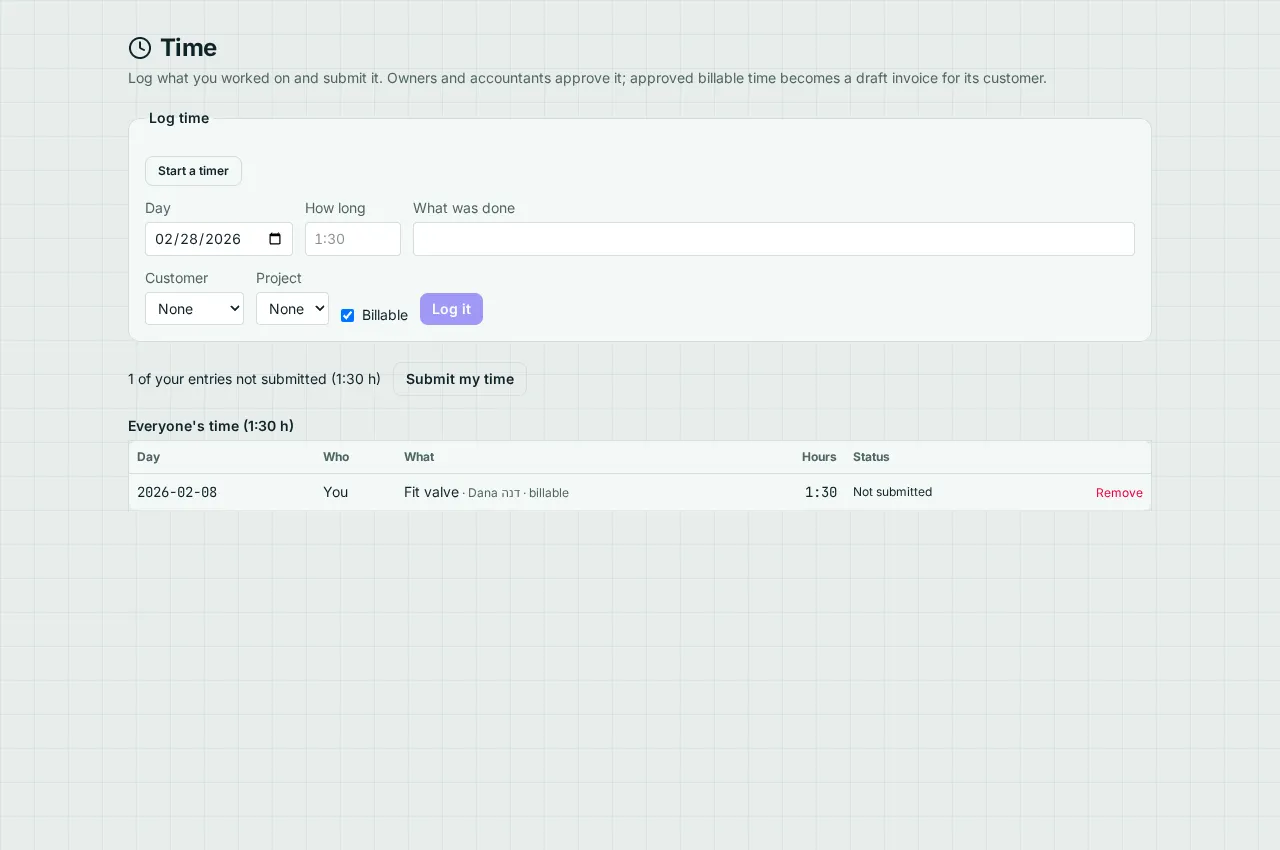 Time
Log what you worked on and submit it. Owners and accountants approve it; approved billable time becomes a draft invoice for its customer.
Log time
Start a timer
Day How long What was done
02/28/2026 1:30
Customer Project
None None Billable Log it
1 of your entries not submitted (1:30 h) Submit my time
Everyone's time (1:30 h)
Day Who What Hours Status
2026-02-08 You Fit valve · Dana דנה · billable 1:30 Not submitted Remove